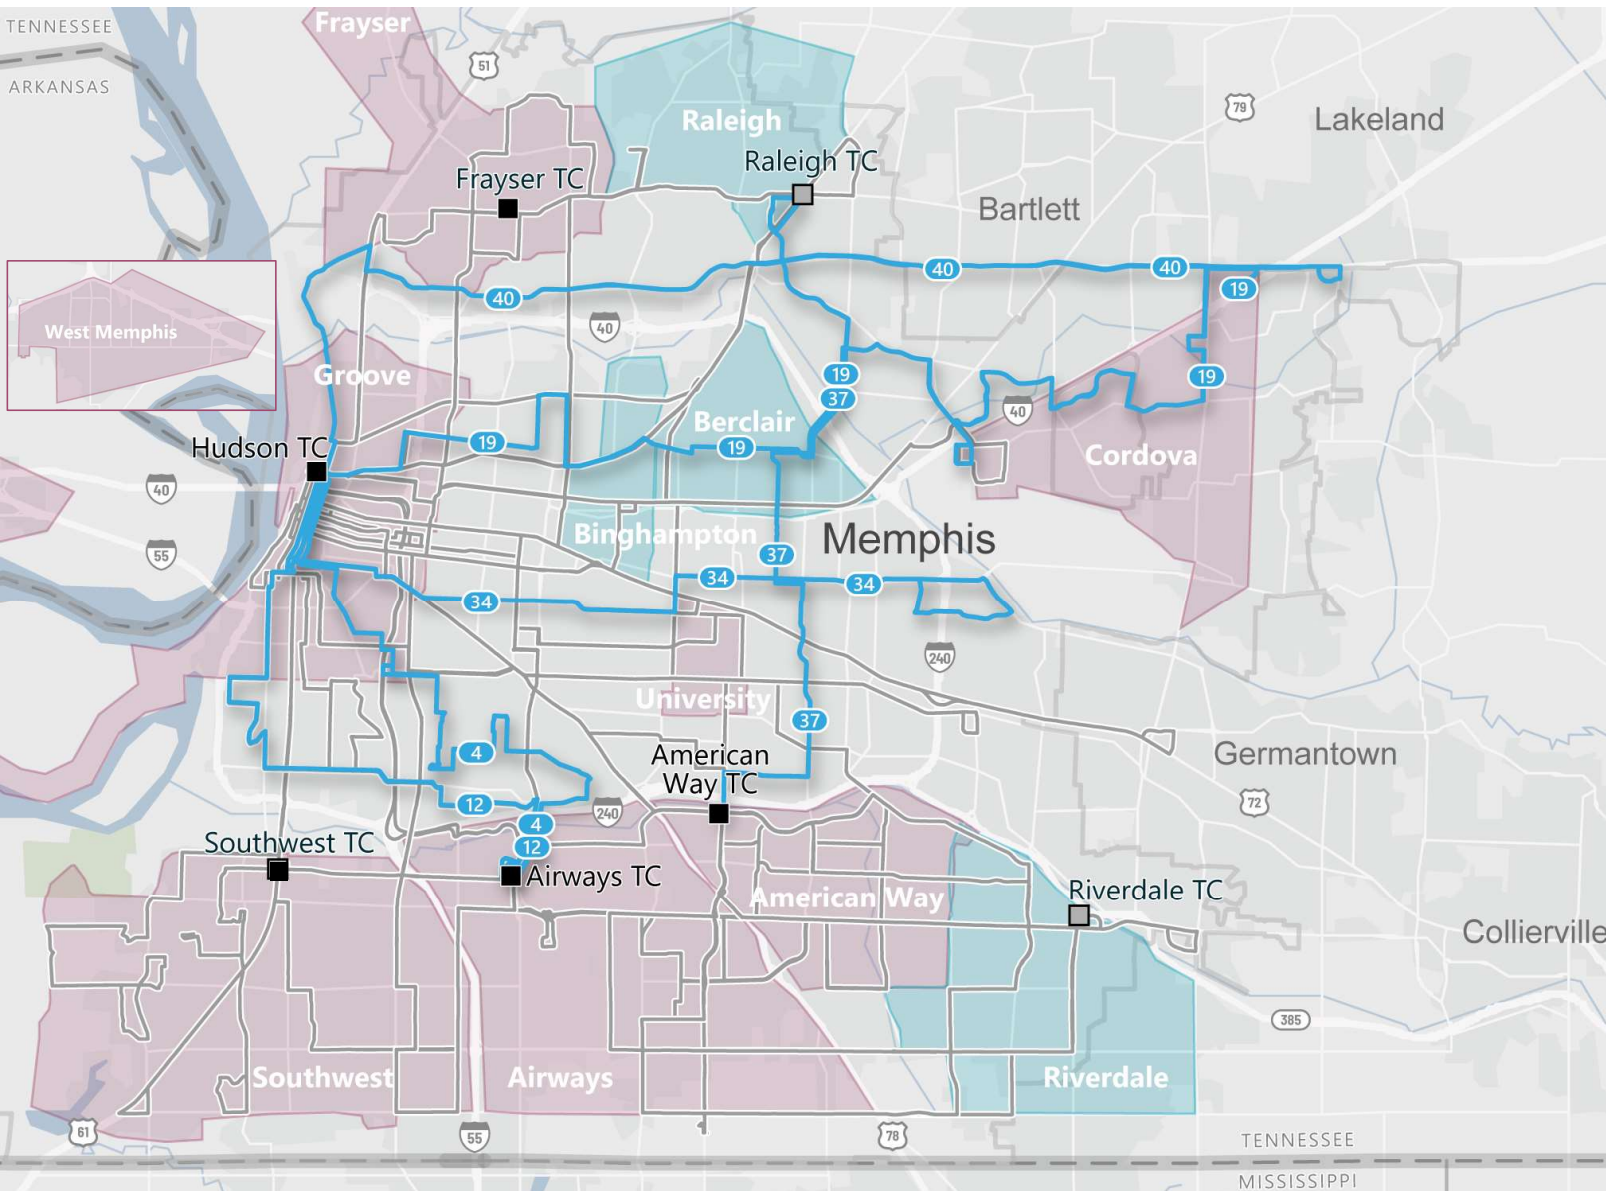 Frayser
TENNESSEE
ARKANSAS
51
79
Lakeland
Raleigh
Raleigh TC
Frayser TC
Bartlett
40
40
40
19
West Memphis
40
Groove
19
37
19
40
Berclair
Hudson TC
19
19
Cordova
40
Binghampton
Memphis
55
37
34
34
34
240
University
37
4
American
Way TC
Germantown
12
240
72
4
12
Southwest TC
Airways TC
American Way
Riverdale TC
Collierville
385
Southwest
Airways
Riverdale
61
55
78
TENNESSEE
MISSISSIPPI